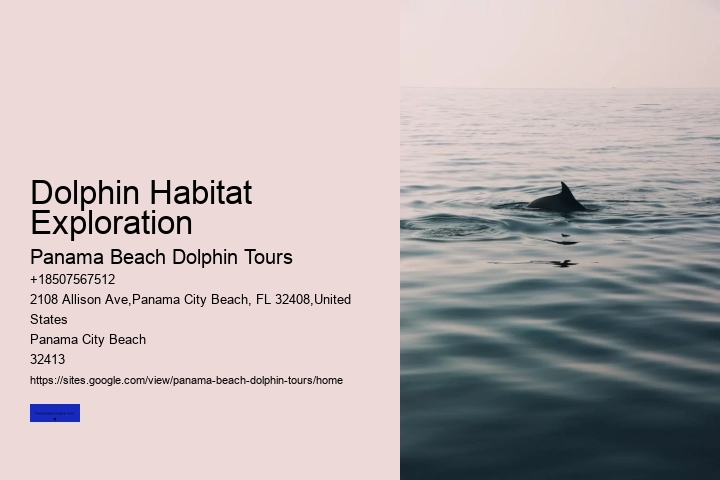 Dolphin Habitat
Exploration
Panama Beach Dolphin Tours
+18507567512
2108 Allison Ave,Panama City Beach, FL 32408,United
States
Panama City Beach
32413
https://sites.google.com/view/panama-beach-dolphin-tours/home